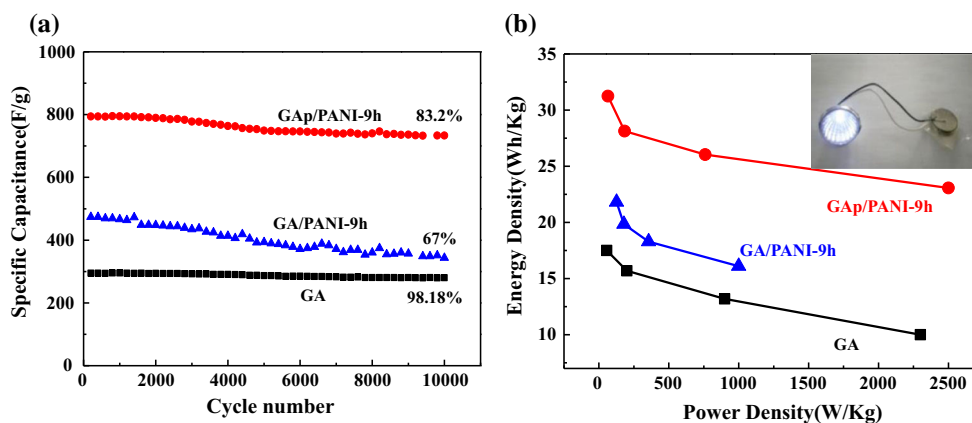 (a)
1000
800
600
400
200
0
Specific Capacitance(F/g)
GAp/PANI-9h
83.2%
GA/PANI-9h
67%
GA
98.18%
0
2000
4000
6000
8000
10000
Cycle number
(b)
35
30
25
20
15
10
Energy Density(Wh/Kg)
GAp/PANI-9h
GA/PANI-9h
GA
0
500
1000
1500
2000
2500
Power Density(W/Kg)